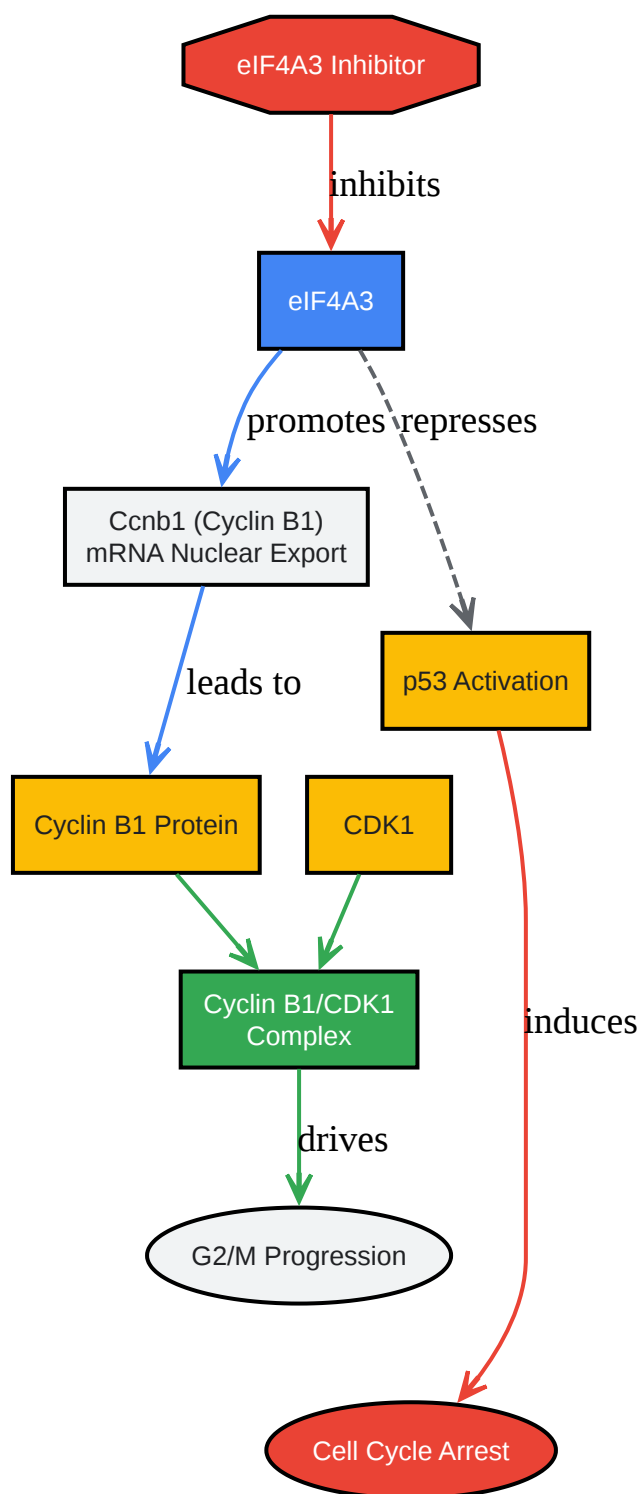 eIF4A3 Inhibitor
inhibits
eIF4A3
promotes
represses
Ccnb1 (Cyclin B1)
mRNA Nuclear Export
leads to
p53 Activation
Cyclin B1 Protein
CDK1
Cyclin B1/CDK1
Complex
induces
drives
G2/M Progression
Cell Cycle Arrest